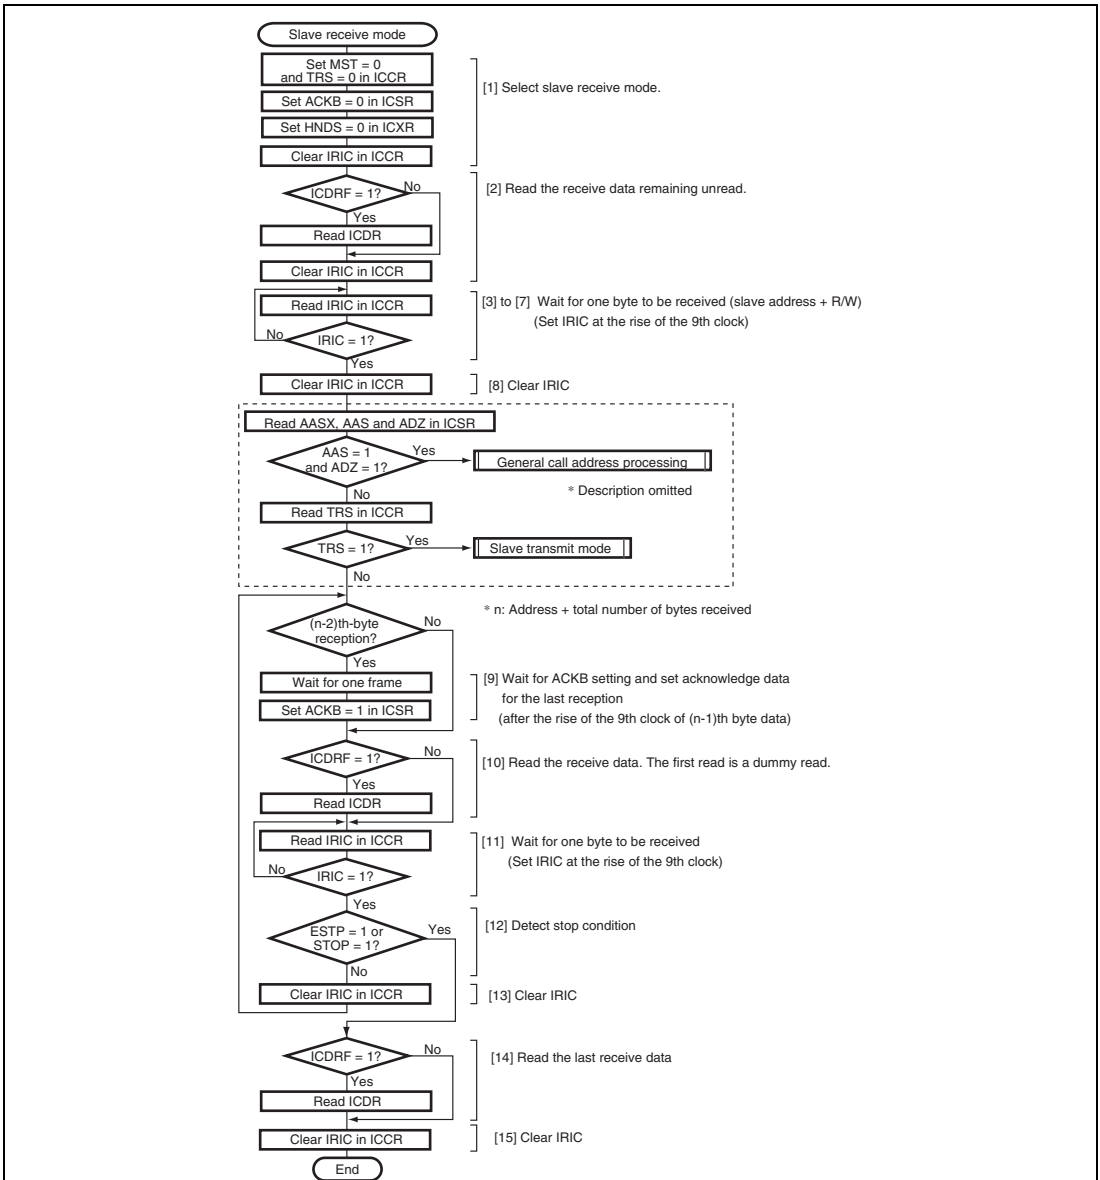 Slave receive mode
Set MST = 0
and TRS = 0 in ICCR
[1] Select slave receive mode.
Set ACKB = 0 in ICSR
Set HNDS = 0 in ICXR
Clear IRIC in ICCR
ICDRF = 1?
No
[2] Read the receive data remaining unread.
Yes
Read ICDR
Clear IRIC in ICCR
Read IRIC in ICCR
[3] to [7] Wait for one byte to be received (slave address + R/W)
(Set IRIC at the rise of the 9th clock)
No
IRIC = 1?
Yes
Clear IRIC in ICCR
[8] Clear IRIC
Read AASX, AAS and ADZ in ICSR
AAS = 1
and ADZ = 1?
Yes
General call address processing
* Description omitted
No
Read TRS in ICCR
TRS = 1?
Yes
Slave transmit mode
No
* n: Address + total number of bytes received
(n-2)th-byte
reception?
No
Yes
Wait for one frame
[9] Wait for ACKB setting and set acknowledge data
for the last reception
(after the rise of the 9th clock of (n-1)th byte data)
Set ACKB = 1 in ICSR
ICDRF = 1?
No
[10] Read the receive data. The first read is a dummy read.
Yes
Read ICDR
Read IRIC in ICCR
[11] Wait for one byte to be received
(Set IRIC at the rise of the 9th clock)
No
IRIC = 1?
Yes
ESTP = 1 or
STOP = 1?
Yes
[12] Detect stop condition
No
Clear IRIC in ICCR
[13] Clear IRIC
ICDRF = 1?
No
[14] Read the last receive data
Yes
Read ICDR
Clear IRIC in ICCR
[15] Clear IRIC
End